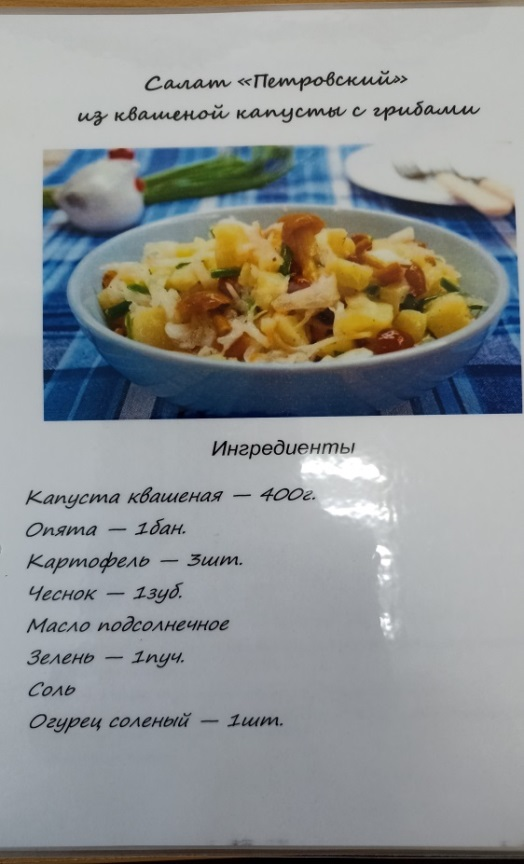 Салат «Петровский»
из квашеной капусты с грибами
Ингредиенты
Капуста квашеная — 400г.
Опята — 1бан.
Картофель — 3шт.
Чеснок — 1зуб.
Масло подсолнечное
Зелень — 1пуч.
Соль
Огурец соленый — 1шт.